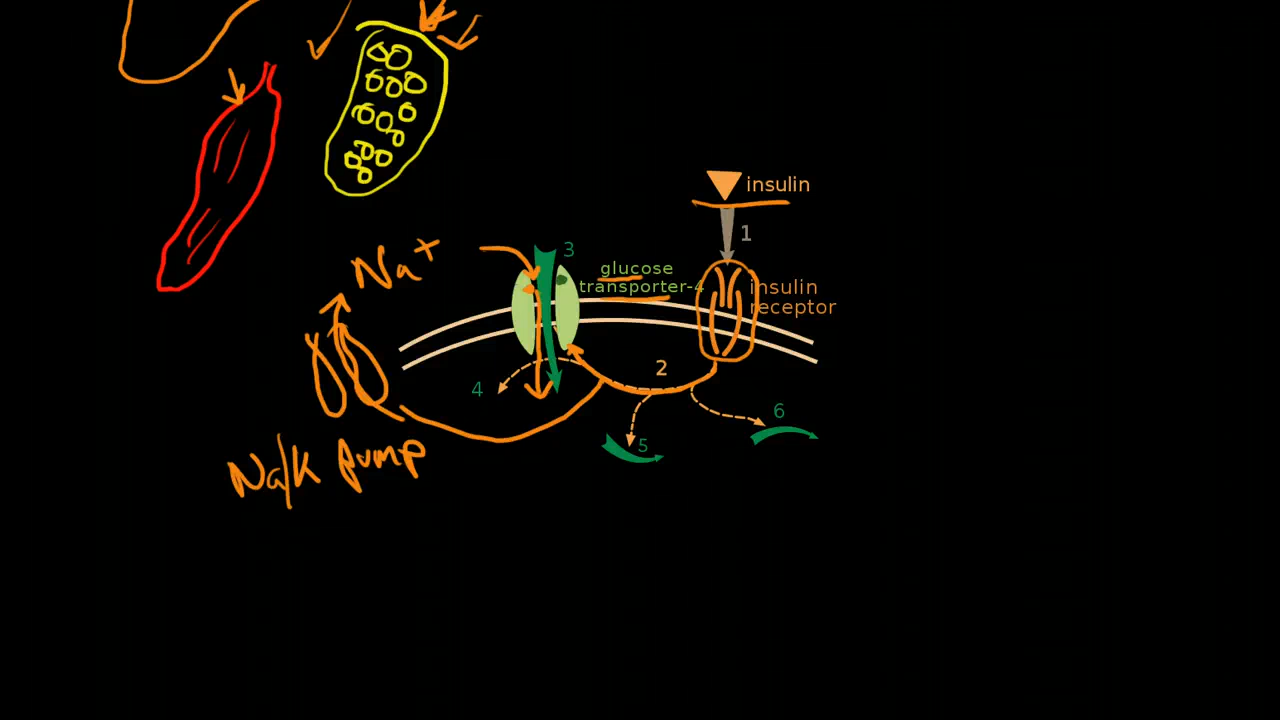 insulin
1
Na+
3
glucose
transporter-4
insulin
receptor
2
4
6
5
Na/K pump